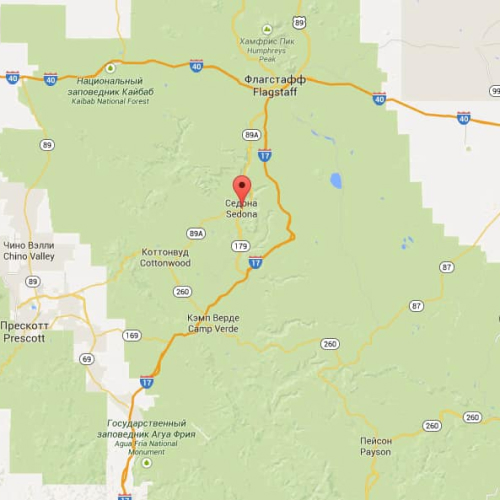 89
Хамфрис Пик
Humphreys
Peak
40
Национальный
заповедник Кайбаб
Kaibab National Forest
40
40
40
Флагстафф
Flagstaff
40
99
40
89A
89
17
Седона
Sedona
89A
179
Чино Вэлли
Chino Valley
Коттонвуд
Cottonwood
17
87
260
87
Кэмп Верде
Camp Verde
Прескотт
Prescott
169
260
69
17
260
Государственный
заповедник Агуа Фрия
Agua Fria National
Monument
Пейсон
Payson
17